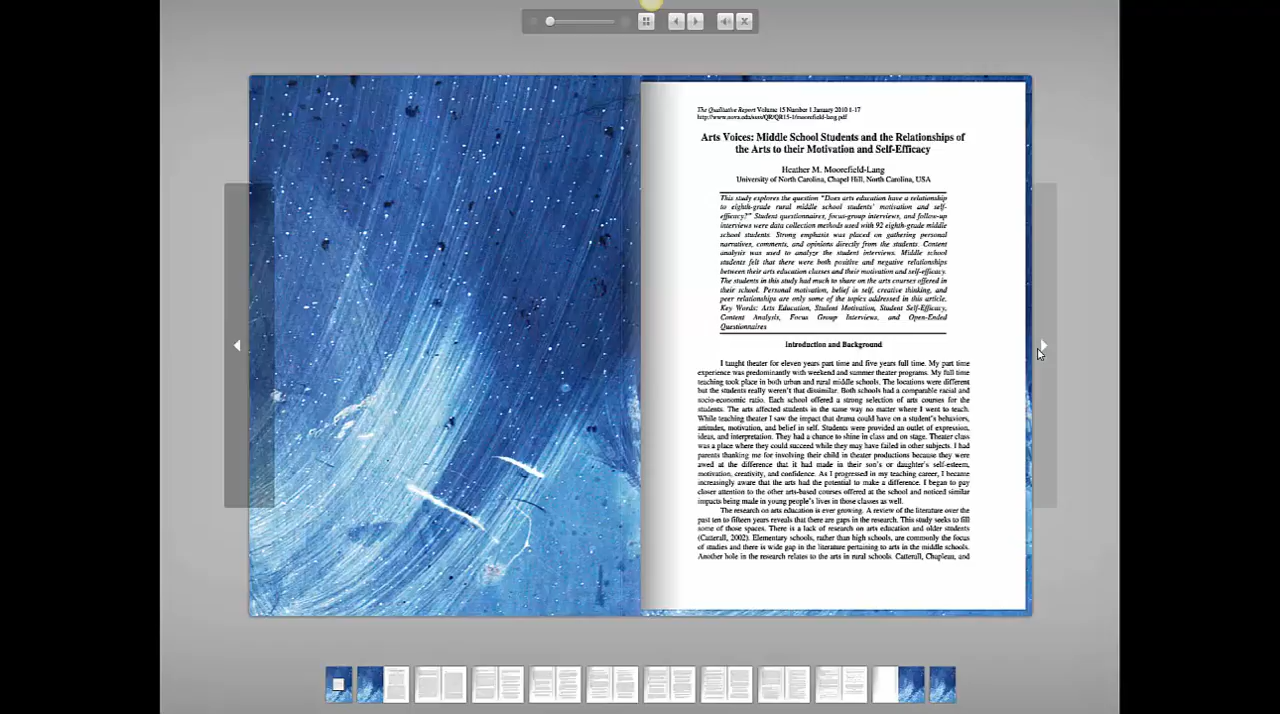 The Qualitative Report Volume 15 Number 1 January 2010 1-17
http://www.nova.edu/ssss/QR/QR15-1/moorefield-lang.pdf
Arts Voices: Middle School Students and the Relationships of
the Arts to their Motivation and Self-Efficacy
Heather M. Moorefield-Lang
University of North Carolina, Chapel Hill, North Carolina, USA
This study explores the question "Does arts education have a relationship
to eighth-grade rural middle school students' motivation and self-
efficacy?" Student questionnaires, focus-group interviews, and follow-up
interviews were data collection methods used with 92 eighth-grade middle
school students. Strong emphasis was placed on gathering personal
narratives, comments, and opinions directly from the students. Content
analysis was used to analyze the student interviews. Middle school
students felt that there were both positive and negative relationships
between their arts education classes and their motivation and self-efficacy.
The students in this study had much to share on the arts courses offered in
their school. Personal motivation, belief in self, creative thinking, and
peer relationships are only some of the topics addressed in this article.
Key Words: Arts Education, Student Motivation, Student Self-Efficacy,
Content Analysis, Focus Group Interviews, and Open-Ended
Questionnaires
Introduction and Background
I taught theater for eleven years part time and five years full time. My part time
experience was predominantly with weekend and summer theater programs. My full time
teaching took place in both urban and rural middle schools. The locations were different
but the students really weren't that dissimilar. Both schools had a comparable racial and
socio-economic ratio. Each school offered a strong selection of arts courses for the
students. The arts affected students in the same way no matter where I went to teach.
While teaching theater I saw the impact that drama could have on a student's behaviors,
attitudes, motivation, and belief in self. Students were provided an outlet of expression,
ideas, and interpretation. They had a chance to shine in class and on stage. Theater class
was a place where they could succeed while they may have failed in other subjects. I had
parents thanking me for involving their child in theater productions because they were
awed at the difference that it had made in their son's or daughter's self-esteem,
motivation, creativity, and confidence. As I progressed in my teaching career, I became
increasingly aware that the arts had the potential to make a difference. I began to pay
closer attention to the other arts-based courses offered at the school and noticed similar
impacts being made in young people's lives in those classes as well.
The research on arts education is ever growing. A review of the literature over the
past ten to fifteen years reveals that there are gaps in the research. This study seeks to fill
some of those spaces. There is a lack of research on arts education and older students
(Catterall, 2002). Elementary schools, rather than high schools, are commonly the focus
of studies and there is wide gap in the literature pertaining to arts in the middle schools.
Another hole in the research relates to the arts in rural schools. Catterall, Chapleau, and